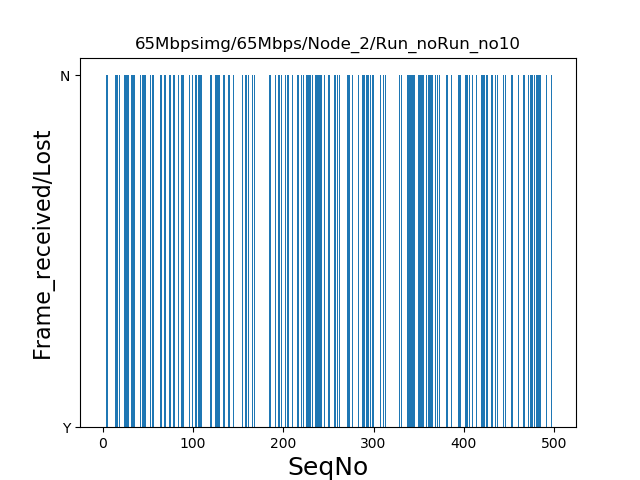 65Mbpsimg/65Mbps/Node_2/Run_noRun_no10
N
Frame_received/Lost
Y
0 100 200 300 400 500
SeqNo